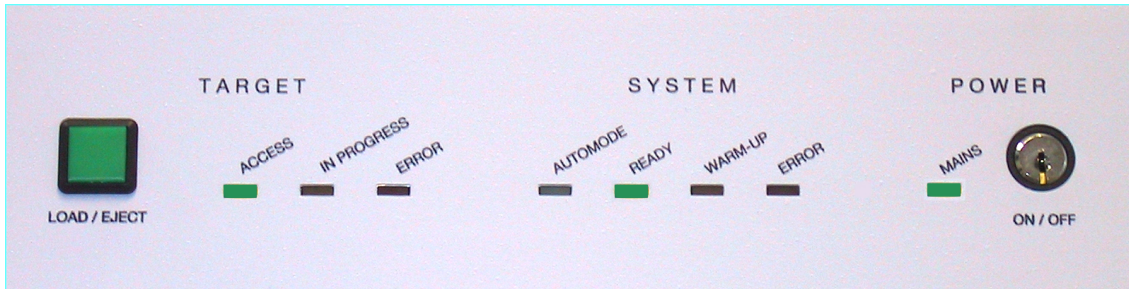 TARGET
SYSTEM
POWER
ACCESS
IN PROGRESS
ERROR
AUTOMODE
READY
WARM-UP
ERROR
MAINS
LOAD / EJECT
ON / OFF